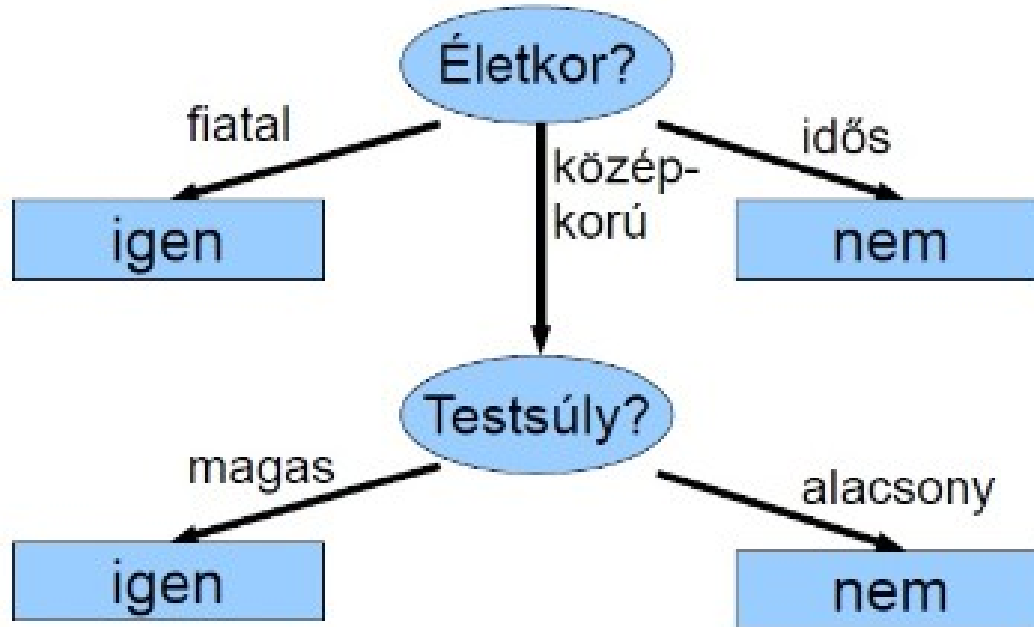 Életkor?
fiatal
közép-
korú
idős
igen
nem
Testsúly?
magas
alacsony
igen
nem